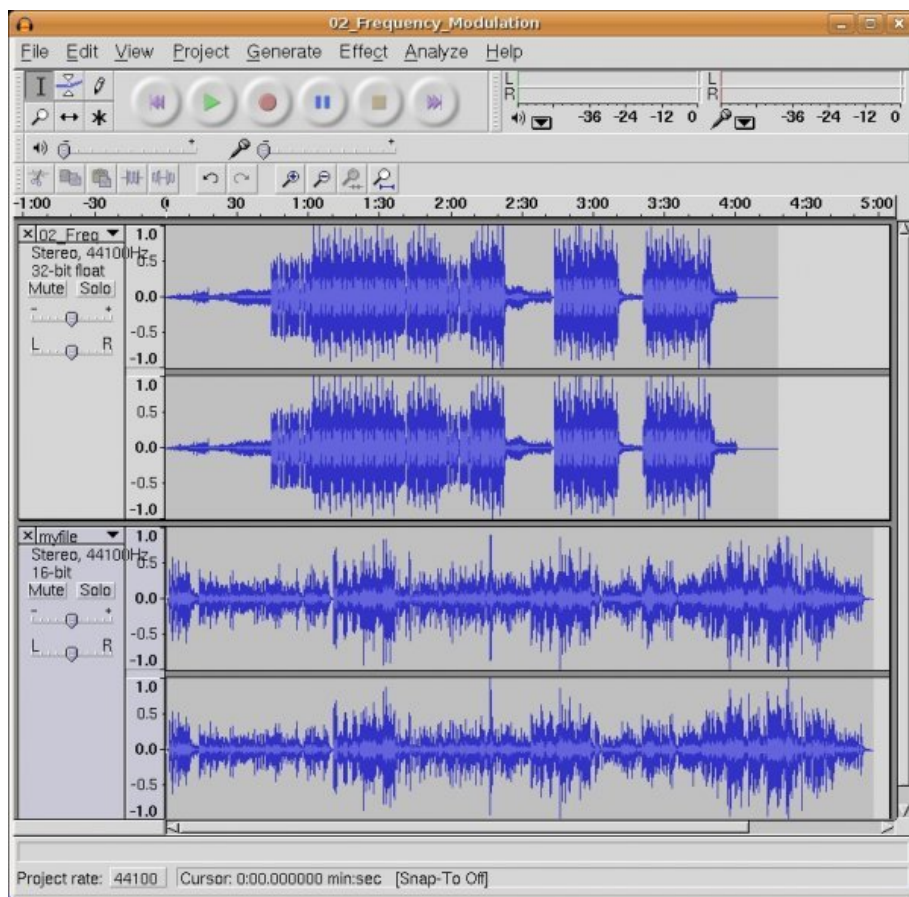 02_Frequency_Modulation
File Edit View Project Generate Effect Analyze Help
L
R
-36 -24 -12 0
L
R
-36 -24 -12 0
- +
- +
-1:00 -30 0 30 1:00 1:30 2:00 2:30 3:00 3:30 4:00 4:30 5:00
02_Freq
Stereo, 44100Hz
32-bit float
Mute Solo
- +
L R
1.0
0.5
0.0
-0.5
-1.0
1.0
0.5
0.0
-0.5
-1.0
myfile
Stereo, 44100Hz
16-bit
Mute Solo
- +
L R
1.0
0.5
0.0
-0.5
-1.0
1.0
0.5
0.0
-0.5
-1.0
Project rate: 44100 Cursor: 0:00.000000 min:sec [Snap-To Off]